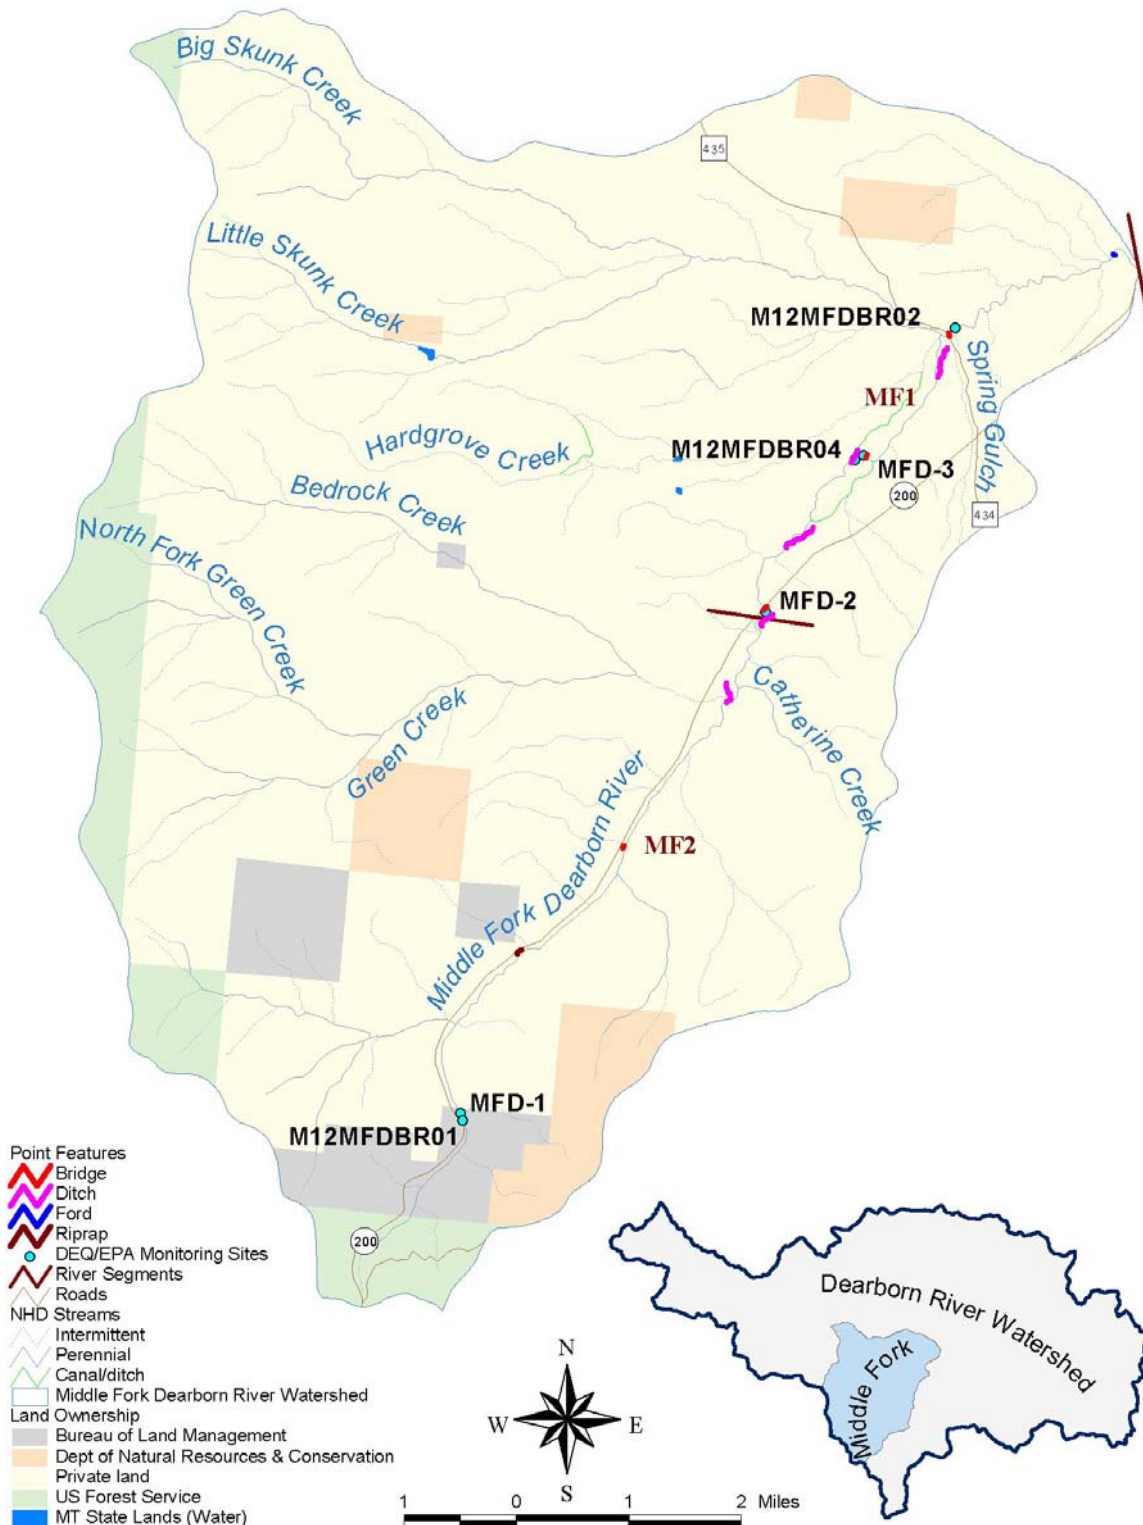 Big Skunk Creek
435
Little Skunk Creek
M12MFDBR02
Spring Gulch
MF1
Hardgrove Creek
M12MFDBR04
MFD-3
Bedrock Creek
200
434
North Fork Green Creek
MFD-2
Catherine Creek
Green Creek
MF2
Middle Fork Dearborn River
MFD-1
M12MFDBR01
200
Point Features
Bridge
Ditch
Ford
Riprap
DEQ/EPA Monitoring Sites
River Segments
Roads
NHD Streams
Intermittent
Perennial
Canal/ditch
Middle Fork Dearborn River Watershed
Land Ownership
Bureau of Land Management
Dept of Natural Resources & Conservation
Private land
US Forest Service
MT State Lands (Water)
N
W E
S
1 0 1 2 Miles
Dearborn River Watershed
Middle Fork